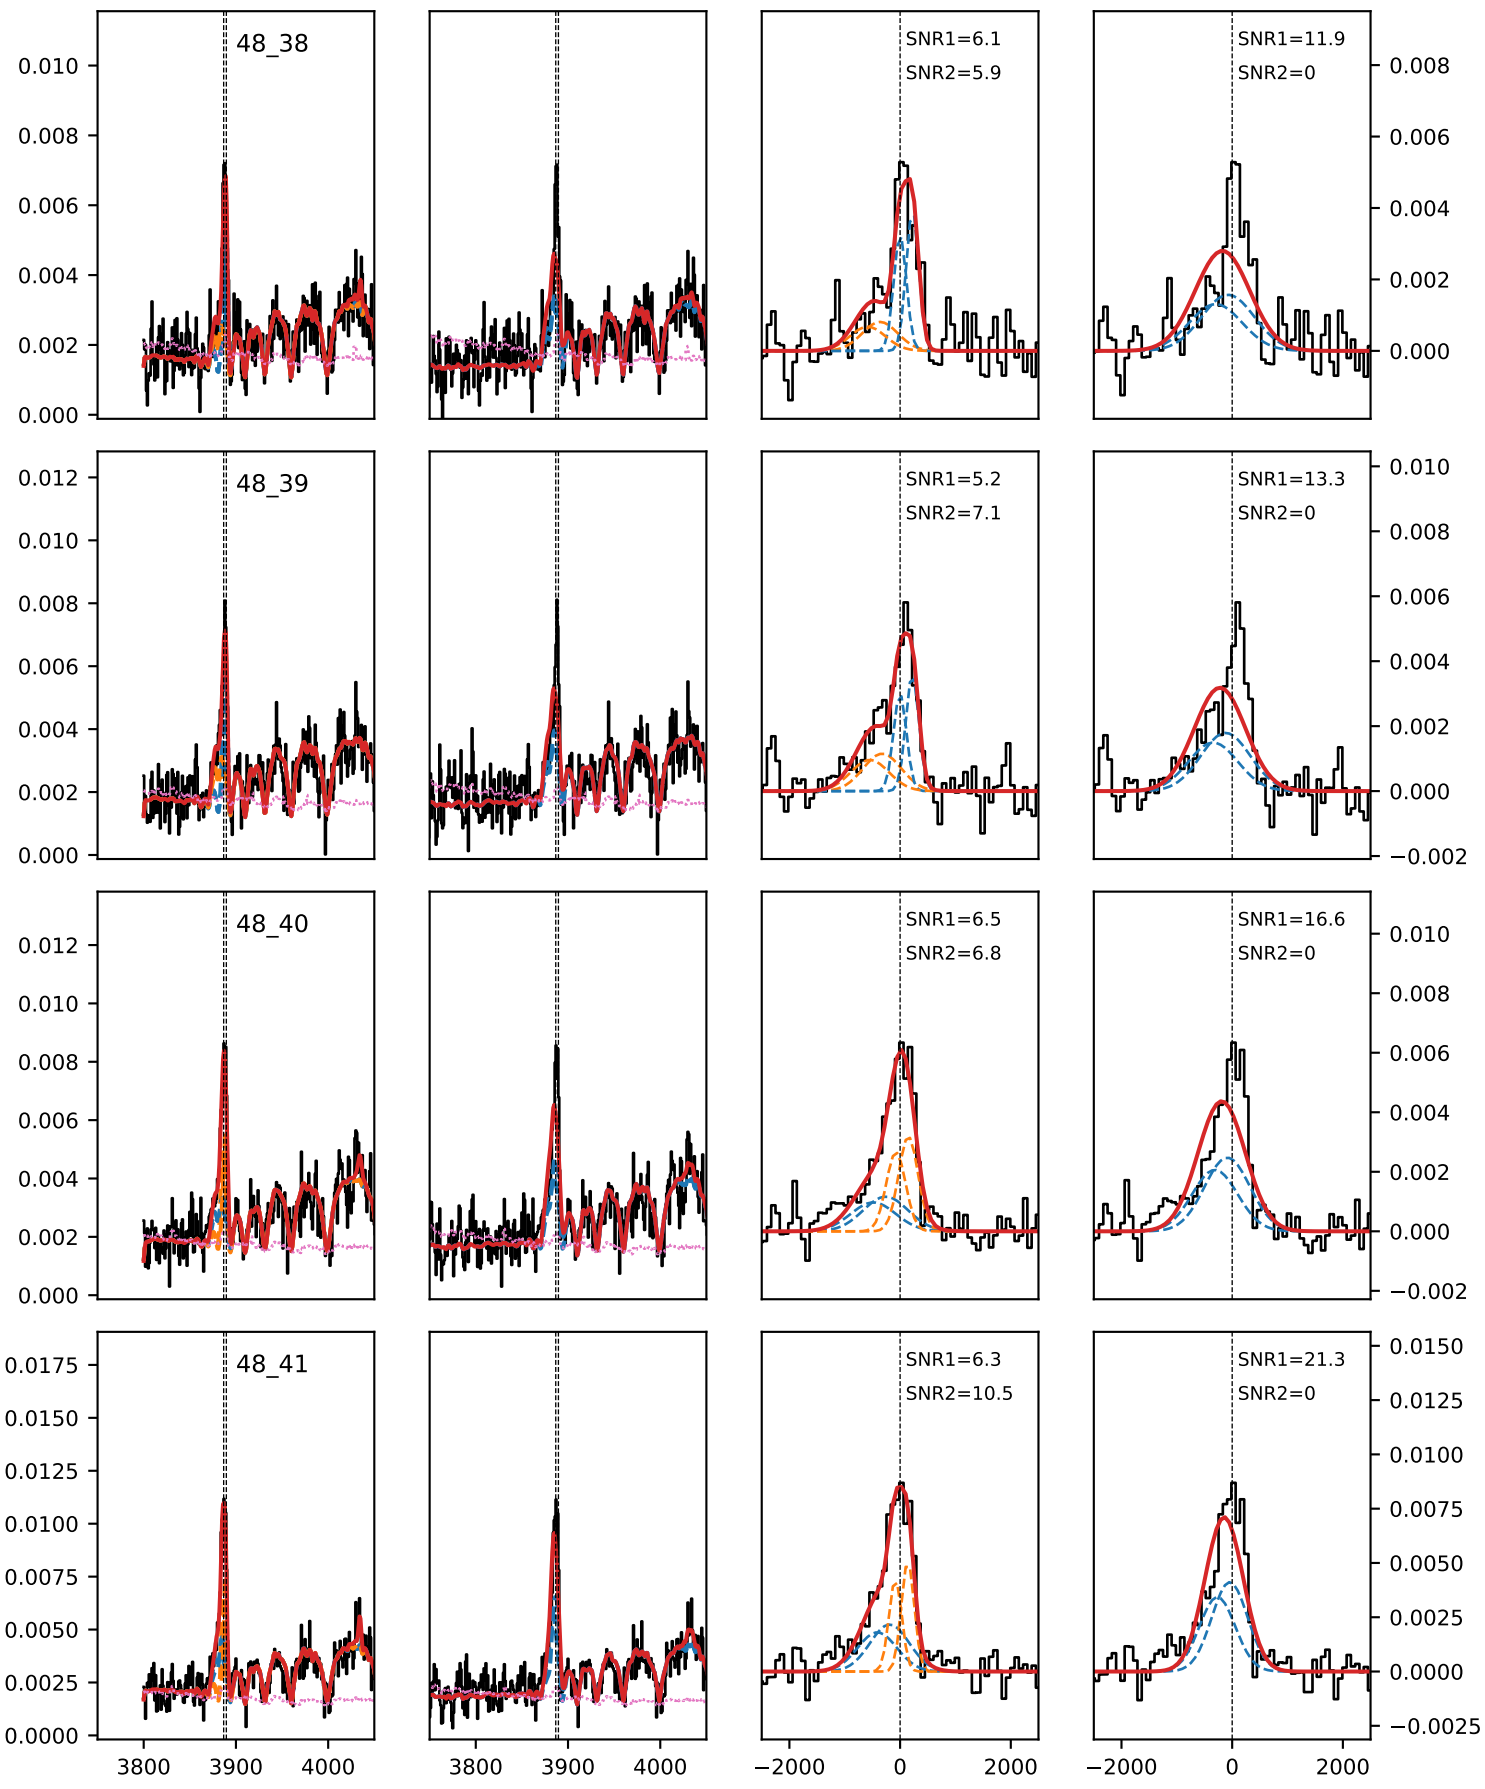 48_38
SNR1=6.1
SNR2=5.9
SNR1=11.9
SNR2=0
0.010
0.008
0.006
0.004
0.002
0.000
0.008
0.006
0.004
0.002
0.000
48_39
SNR1=5.2
SNR2=7.1
SNR1=13.3
SNR2=0
0.012
0.010
0.008
0.006
0.004
0.002
0.000
0.010
0.008
0.006
0.004
0.002
0.000
−0.002
48_40
SNR1=6.5
SNR2=6.8
SNR1=16.6
SNR2=0
0.012
0.010
0.008
0.006
0.004
0.002
0.000
0.010
0.008
0.006
0.004
0.002
0.000
−0.002
48_41
SNR1=6.3
SNR2=10.5
SNR1=21.3
SNR2=0
0.0175
0.0150
0.0125
0.0100
0.0075
0.0050
0.0025
0.0000
0.0150
0.0125
0.0100
0.0075
0.0050
0.0025
0.0000
−0.0025
3800 3900 4000
3800 3900 4000
−2000 0 2000
−2000 0 2000